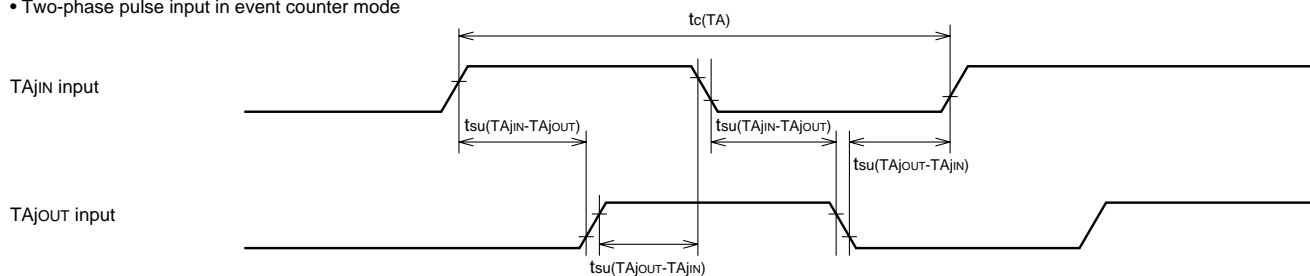 • Two-phase pulse input in event counter mode
tc(TA)
TAjIN input
tsu(TAjIN-TAjOUT)
tsu(TAjIN-TAjOUT)
tsu(TAjOUT-TAjIN)
TAjOUT input
tsu(TAjOUT-TAjIN)